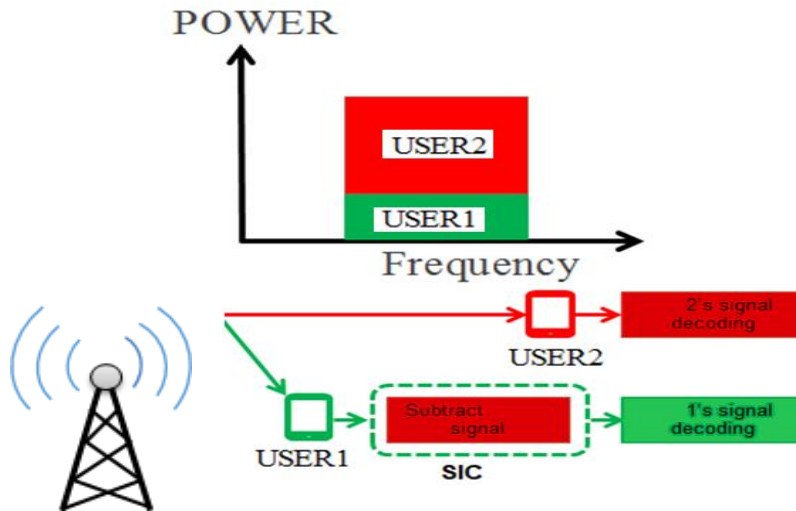 POWER
USER2
USER1
Frequency
2's signal
decoding
USER2
Subtract
signal
1's signal
decoding
USER1
SIC